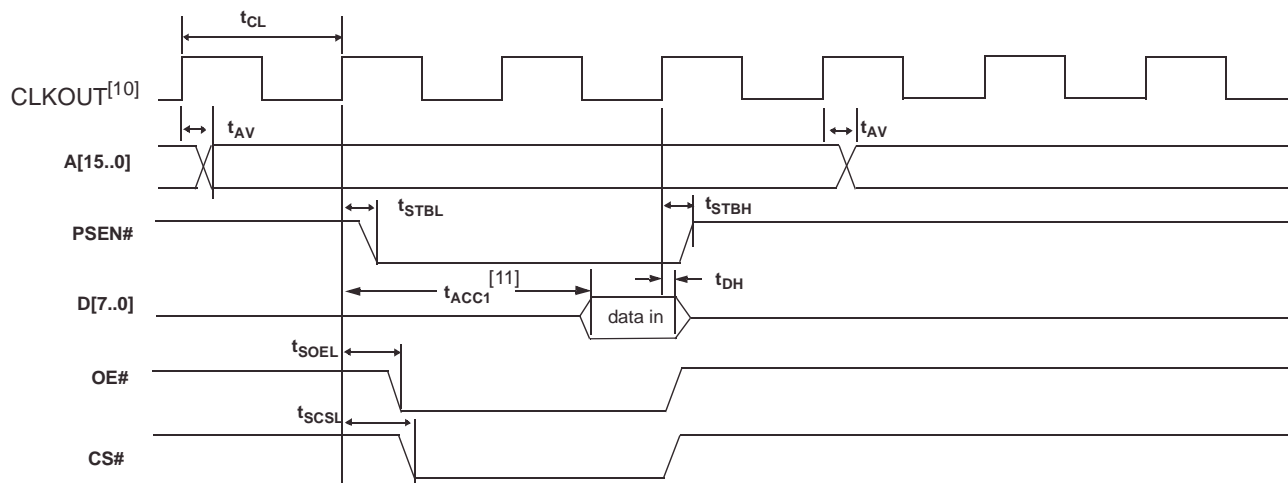 tCL
CLKOUT[10]
tAV
tAV
A[15..0]
tSTBL
tSTBH
PSEN#
[11]
tACC1
tDH
D[7..0]
data in
tSOEL
OE#
tSCSL
CS#